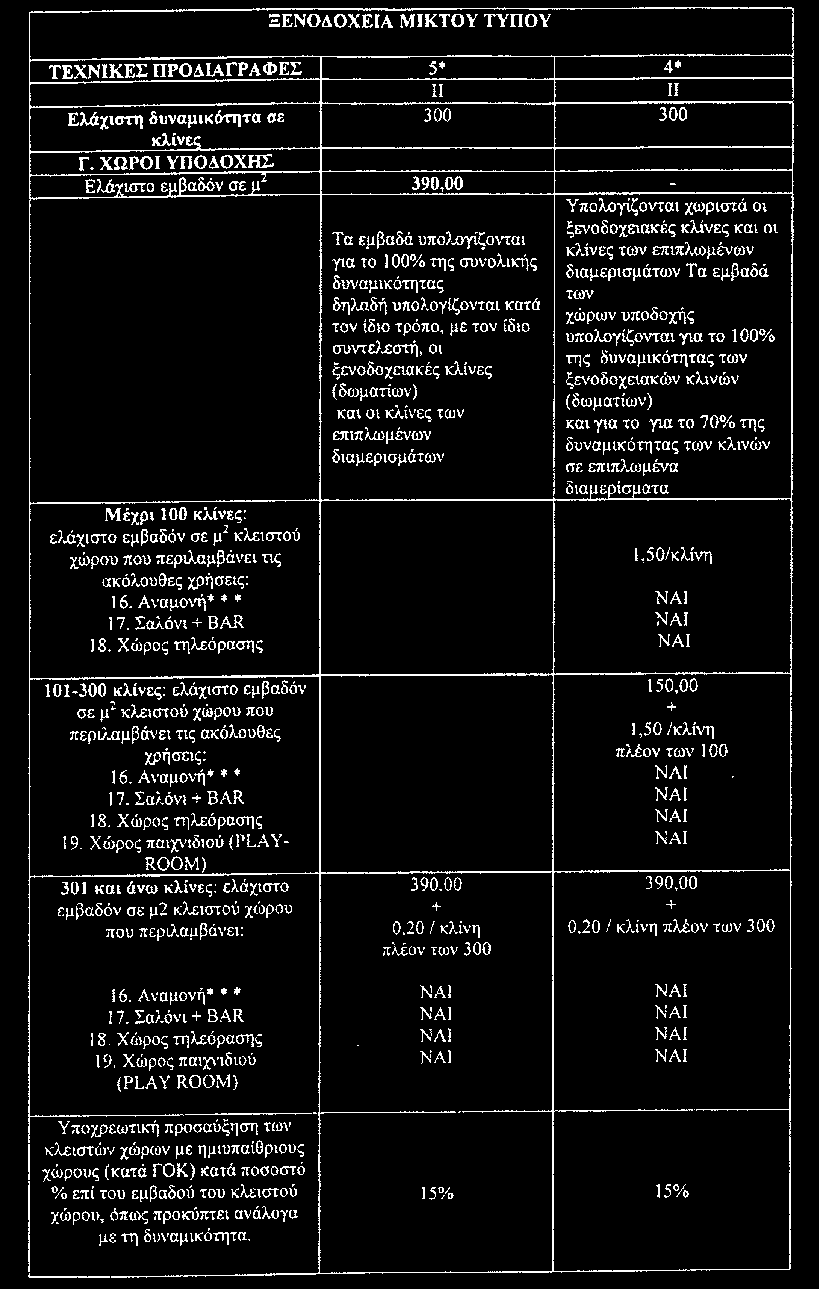 ΞΕΝΟΔΟΧΕΙΑ ΜΙΚΤΟΥ ΤΥΠΟΥ
ΤΕΧΝΙΚΕΣ ΠΡΟΔΙΑΓΡΑΦΕΣ 5* 4*
ΙΙ ΙΙ
Ελάχιστη δυναμικότητα σε κλίνες 300 300
Γ. ΧΩΡΟΙ ΥΠΟΔΟΧΗΣ
Ελάχιστο εμβαδόν σε μ² 390,00 -
Τα εμβαδά υπολογίζονται
για το 100% της συνολικής
δυναμικότητας
δηλαδή υπολογίζονται κατά
τον ίδιο τρόπο, με τον ίδιο
συντελεστή, οι
ξενοδοχειακές κλίνες
(δωματίων)
και οι κλίνες των
επιπλωμένων
διαμερισμάτων
Υπολογίζονται χωριστά οι
ξενοδοχειακές κλίνες και οι
κλίνες των επιπλωμένων
διαμερισμάτων Τα εμβαδά
των
χώρων υποδοχής
υπολογίζονται για το 100%
της δυναμικότητας των
ξενοδοχειακών κλινών
(δωματίων)
και για το για το 70% της
δυναμικότητας των κλινών
σε επιπλωμένα
διαμερίσματα
Μέχρι 100 κλίνες:
ελάχιστο εμβαδόν σε μ² κλειστού
χώρου που περιλαμβάνει τις 1,50/κλίνη
ακόλουθες χρήσεις:
16. Αναμονή* * * ΝΑΙ
17. Σαλόνι + BAR ΝΑΙ
18. Χώρος τηλεόρασης ΝΑΙ
101-300 κλίνες: ελάχιστο εμβαδόν 150,00
σε μ² κλειστού χώρου που +
περιλαμβάνει τις ακόλουθες 1,50 /κλίνη
χρήσεις: πλέον των 100
16. Αναμονή* * * ΝΑΙ
17. Σαλόνι + BAR ΝΑΙ
18. Χώρος τηλεόρασης ΝΑΙ
19. Χώρος παιχνιδιού (PLAY- ΝΑΙ
ROOM)
301 και άνω κλίνες: ελάχιστο 390,00 390,00
εμβαδόν σε μ2 κλειστού χώρου + +
που περιλαμβάνει: 0,20 / κλίνη 0,20 / κλίνη πλέον των 300
πλέον των 300
16. Αναμονή* * * ΝΑΙ ΝΑΙ
17. Σαλόνι + BAR ΝΑΙ ΝΑΙ
18. Χώρος τηλεόρασης ΝΑΙ ΝΑΙ
19. Χώρος παιχνιδιού ΝΑΙ ΝΑΙ
(PLAY ROOM)
Υποχρεωτική προσαύξηση των
κλειστών χώρων με ημιυπαίθριους
χώρους (κατά ΓΟΚ) κατά ποσοστό
% επί του εμβαδού του κλειστού 15% 15%
χώρου, όπως προκύπτει ανάλογα
με τη δυναμικότητα.